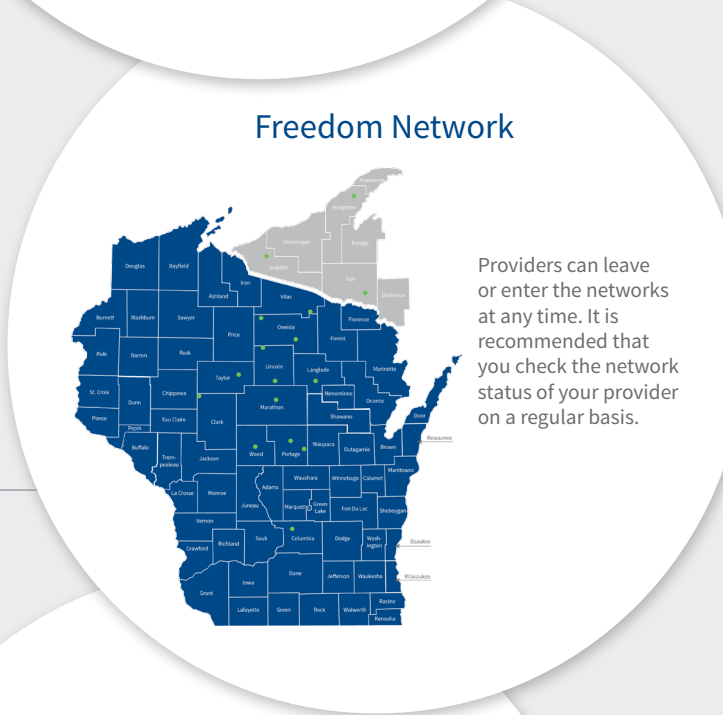 Freedom Network
Keweenaw
Houghton
Ontonagon
Baraga
Gogebic
Iron
Dickinson
Douglas
Bayfield
Iron
Ashland
Vilas
Burnett
Washburn
Sawyer
Florence
Price
Oneida
Forest
Polk
Barron
Rusk
Marinette
Taylor
Lincoln
Langlade
St. Croix
Dunn
Chippewa
Menominee
Oconto
Marathon
Pierce
Eau Claire
Clark
Shawano
Door
Pepin
Kewaunee
Buffalo
Trem-
pealeau
Jackson
Wood
Portage
Waupaca
Outagamie
Brown
Manitowoc
La Crosse
Monroe
Juneau
Adams
Waushara
Winnebago
Calumet
Marquette
Green
Lake
Fon Du Lac
Sheboygan
Vernon
Crawford
Richland
Sauk
Columbia
Dodge
Wash-
ington
Ozaukee
Grant
Iowa
Dane
Jefferson
Waukesha
Milwaukee
Lafayette
Green
Rock
Walworth
Racine
Kenosha
Providers can leave
or enter the networks
at any time. It is
recommended that
you check the network
status of your provider
on a regular basis.